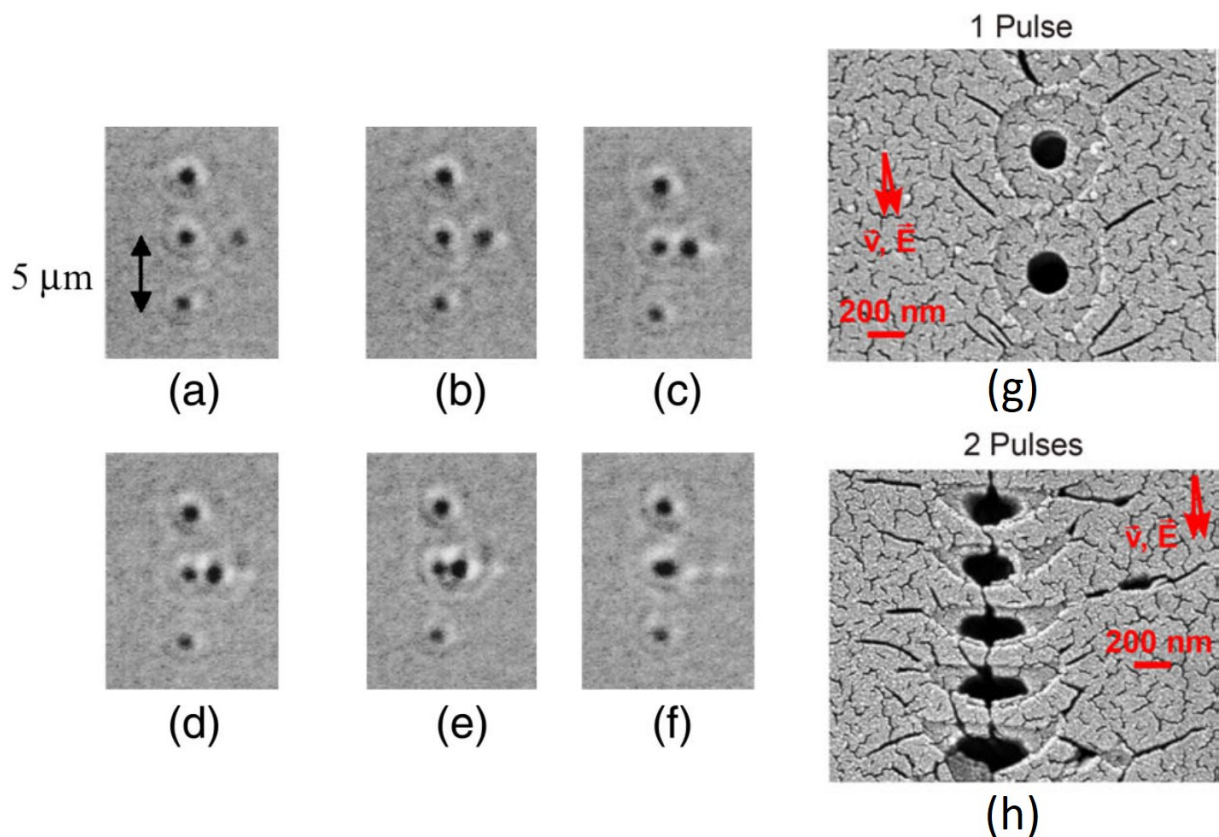 1 Pulse
5 μm
(a)
(b)
(c)
v⃗, E⃗
200 nm
(g)
2 Pulses
v⃗, E⃗
200 nm
(d)
(e)
(f)
(h)